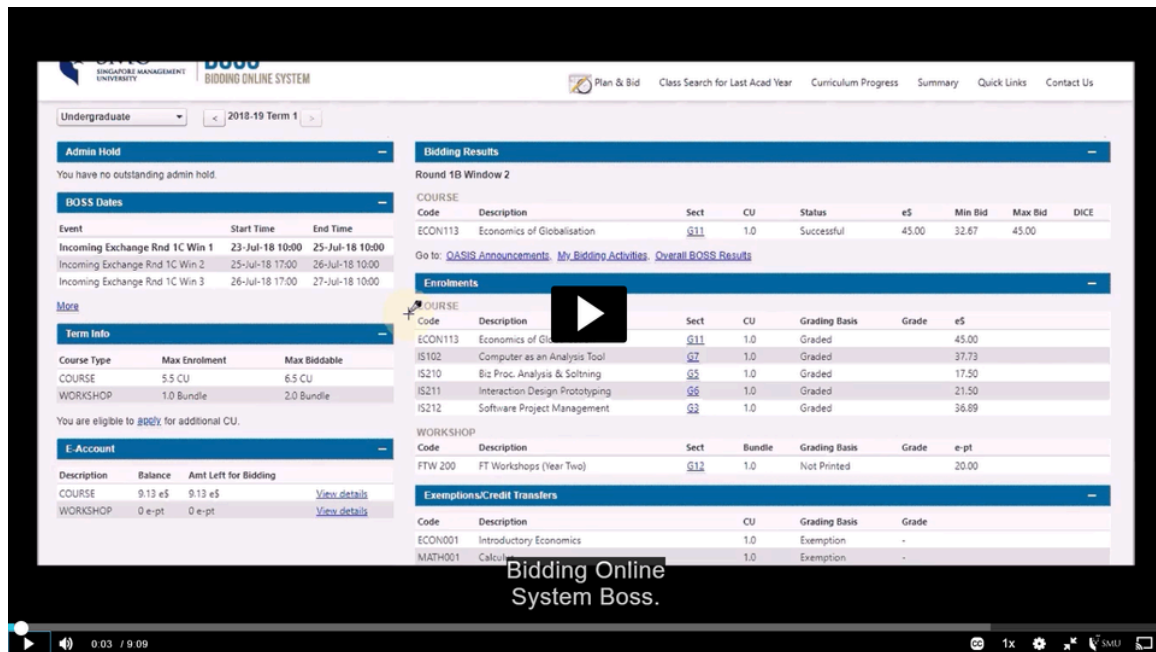 SINGAPORE MANAGEMENT
UNIVERSITY
BIDDING ONLINE SYSTEM
Plan & Bid Class Search for Last Acad Year Curriculum Progress Summary Quick Links Contact Us
Undergraduate < 2018-19 Term 1 >
Admin Hold
You have no outstanding admin hold.
BOSS Dates
Event Start Time End Time
Incoming Exchange Rnd 1C Win 1 23-Jul-18 10:00 25-Jul-18 10:00
Incoming Exchange Rnd 1C Win 2 25-Jul-18 17:00 26-Jul-18 10:00
Incoming Exchange Rnd 1C Win 3 26-Jul-18 17:00 27-Jul-18 10:00
More
Term Info
Course Type Max Enrolment Max Biddable
COURSE 5.5 CU 6.5 CU
WORKSHOP 1.0 Bundle 2.0 Bundle
You are eligible to apply for additional CU.
E-Account
Description Balance Amt Left for Bidding
COURSE 9.13 e$ 9.13 e$ View details
WORKSHOP 0 e-pt 0 e-pt View details
Bidding Results
Round 1B Window 2
COURSE
Code Description Sect CU Status e$ Min Bid Max Bid DICE
ECON113 Economics of Globalisation G11 1.0 Successful 45.00 32.67 45.00
Go to: OASIS Announcements, My Bidding Activities, Overall BOSS Results
Enrolments
COURSE
Code Description Sect CU Grading Basis Grade e$
ECON113 Economics of G11 1.0 Graded 45.00
IS102 Computer as an Analysis Tool G7 1.0 Graded 37.73
IS210 Biz Proc. Analysis & Soltning G5 1.0 Graded 17.50
IS211 Interaction Design Prototyping G6 1.0 Graded 21.50
IS212 Software Project Management G3 1.0 Graded 36.89
WORKSHOP
Code Description Sect Bundle Grading Basis Grade e-pt
FTW 200 FT Workshops (Year Two) G12 1.0 Not Printed 20.00
Exemptions/Credit Transfers
Code Description CU Grading Basis Grade
ECON001 Introductory Economics 1.0 Exemption -
MATH001 1.0 Exemption -
Bidding Online
System Boss.
0:03 / 9:09 CC 1x SMU